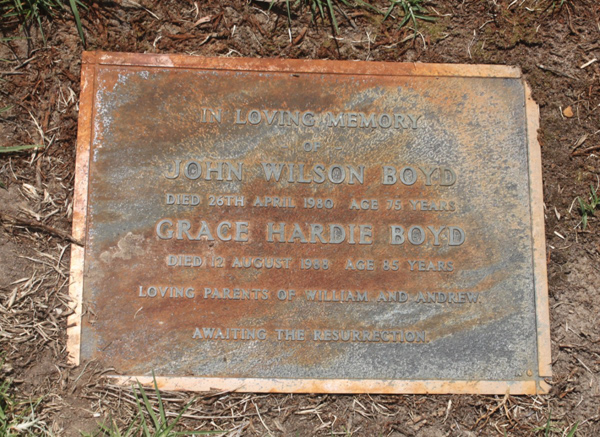 IN LOVING MEMORY
OF
JOHN WILSON BOYD
DIED 26TH APRIL 1980 AGE 75 YEARS
GRACE HARDIE BOYD
DIED 12 AUGUST 1989 AGE 85 YEARS
LOVING PARENTS OF WILLIAM AND ANDREW.
AWAITING THE RESURRECTION.